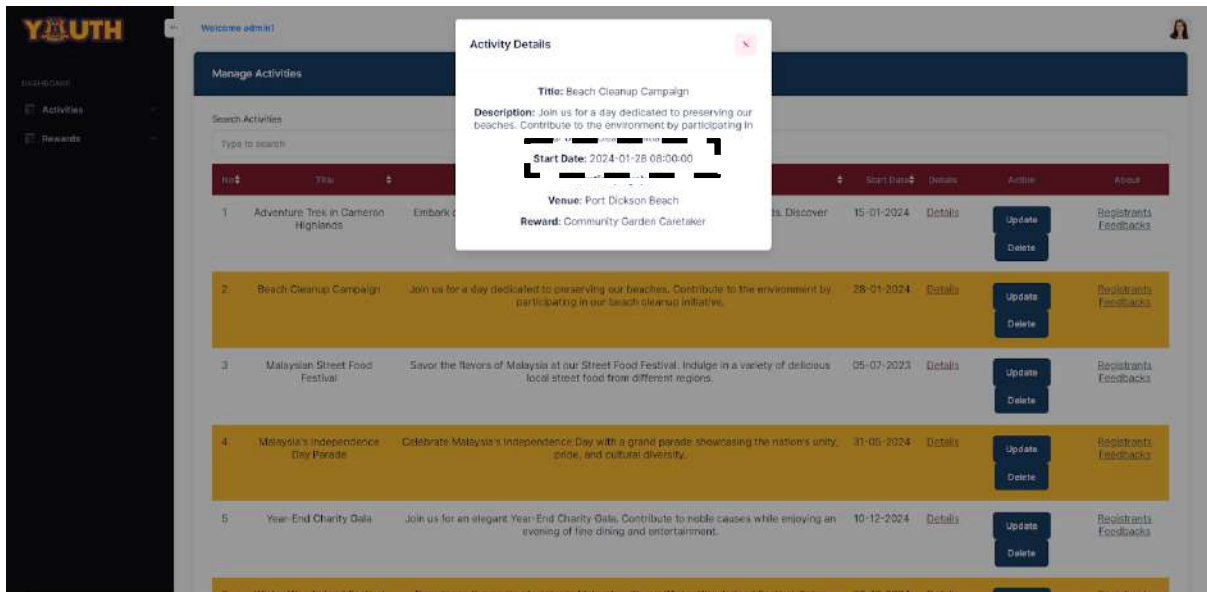 YOUTH
Welcome admin!
DASHBOARD
Activities
Rewards
Manage Activities
Search Activities
Type to search
Activity Details
Title: Beach Cleanup Campaign
Description: Join us for a day dedicated to preserving our
beaches. Contribute to the environment by participating in
Start Date: 2024-01-28 08:00:00
Venue: Port Dickson Beach
Reward: Community Garden Caretaker
No Title Start Date Details Action About
1 Adventure Trek in Cameron Highlands Embark Discover 15-01-2024 Details Update Delete Registrants Feedbacks
2 Beach Cleanup Campaign Join us for a day dedicated to preserving our beaches. Contribute to the environment by participating in our beach cleanup initiative. 28-01-2024 Details Update Delete Registrants Feedbacks
3 Malaysian Street Food Festival Savor the flavors of Malaysia at our Street Food Festival. Indulge in a variety of delicious local street food from different regions. 05-07-2023 Details Update Delete Registrants Feedbacks
4 Malaysia's Independence Day Parade Celebrate Malaysia's Independence Day with a grand parade showcasing the nation's unity, pride, and cultural diversity. 31-05-2024 Details Update Delete Registrants Feedbacks
5 Year-End Charity Gala Join us for an elegant Year-End Charity Gala. Contribute to noble causes while enjoying an evening of fine dining and entertainment. 10-12-2024 Details Update Delete Registrants Feedbacks